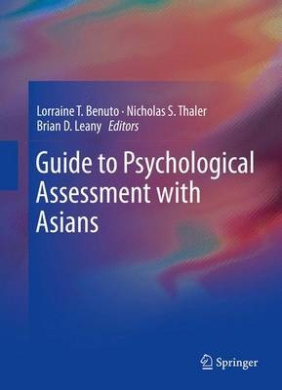 Lorraine T. Benuto · Nicholas S. Thaler
Brian D. Leany Editors
Guide to Psychological
Assessment with
Asians
Springer